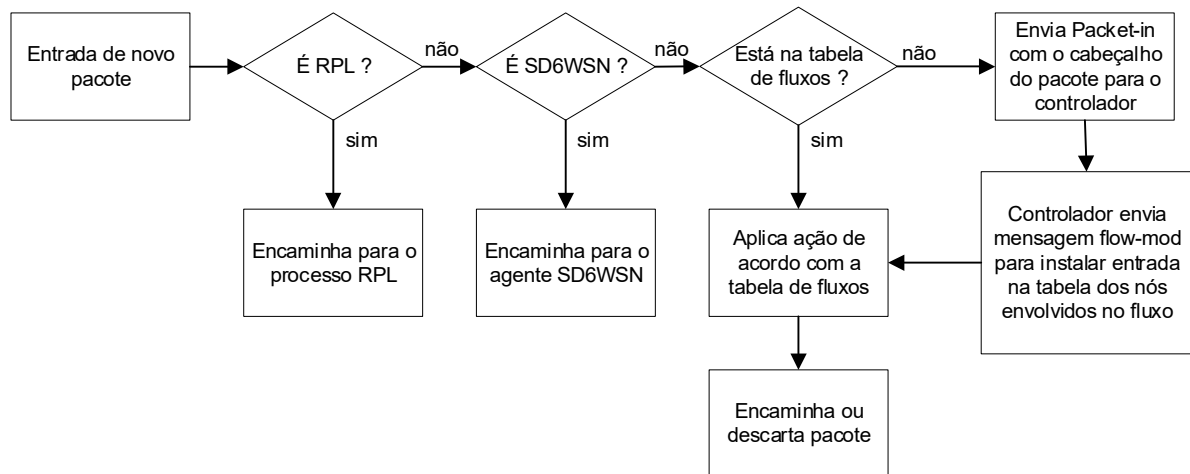 Entrada de novo
pacote
É RPL ?
não
sim
É SD6WSN ?
não
sim
Está na tabela
de fluxos ?
não
sim
Envia Packet-in
com o cabeçalho
do pacote para o
controlador
Encaminha para o
processo RPL
Encaminha para o
agente SD6WSN
Aplica ação de
acordo com a
tabela de fluxos
Controlador envia
mensagem flow-mod
para instalar entrada
na tabela dos nós
envolvidos no fluxo
Encaminha ou
descarta pacote